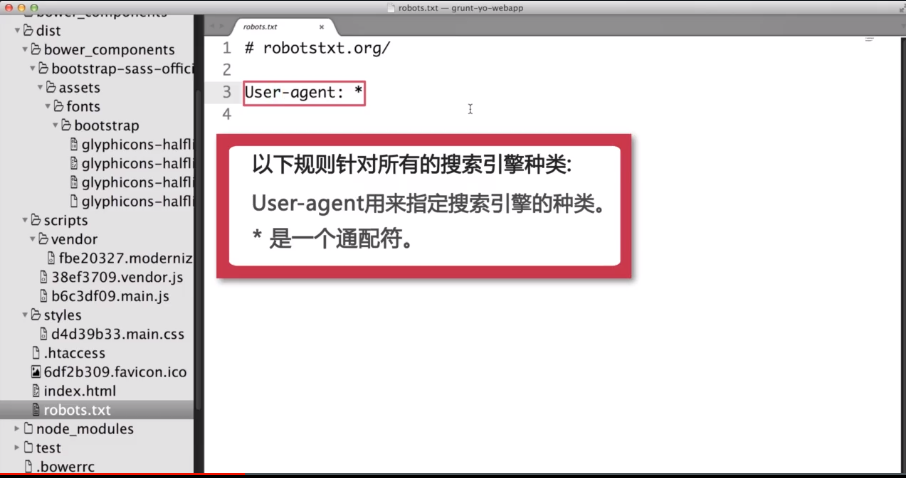 robots.txt — grunt-yo-webapp
bower_components
dist
bower_components
bootstrap-sass-offici
assets
fonts
bootstrap
glyphicons-halfli
glyphicons-halfli
glyphicons-halfli
glyphicons-halfli
scripts
vendor
fbe20327.moderniz
38ef3709.vendor.js
b6c3df09.main.js
styles
d4d39b33.main.css
.htaccess
6df2b309.favicon.ico
index.html
robots.txt
node_modules
test
.bowerrc
robots.txt
1 # robotstxt.org/
2
3 User-agent: *
4
以下规则针对所有的搜索引擎种类:
User-agent用来指定搜索引擎的种类。
* 是一个通配符。